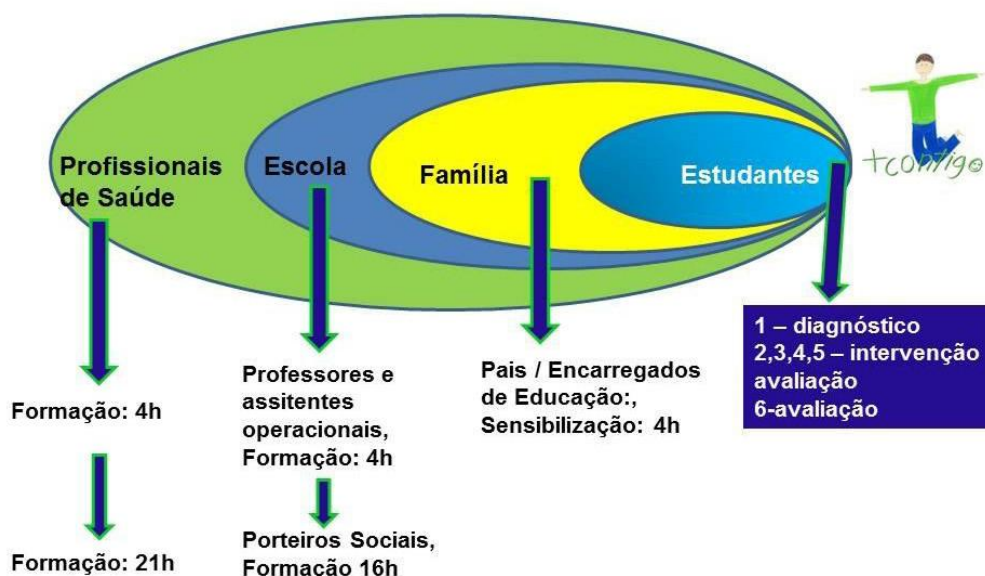 Profissionais
de Saúde
Escola
Família
Estudantes
+contigo
Formação: 4h
Formação: 21h
Professores e
assitentes
operacionais,
Formação: 4h
Porteiros Sociais,
Formação 16h
Pais / Encarregados
de Educação:,
Sensibilização: 4h
1 – diagnóstico
2,3,4,5 – intervenção
avaliação
6-avaliação